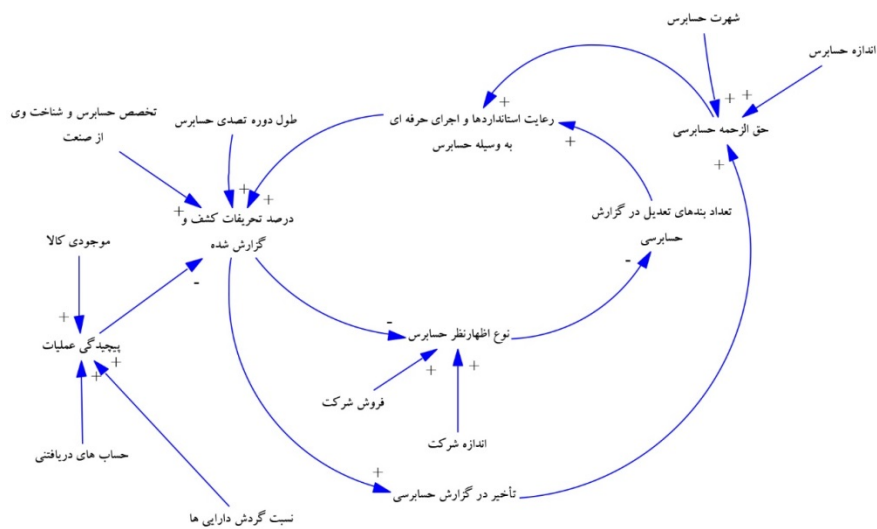 شهرت حسابرس
اندازه حسابرس
حق الزحمه حسابرسی
+ + +
+
رعایت استانداردها و اجرای حرفه ای
به وسیله حسابرس
+
+
طول دوره تصدی حسابرس
تخصص حسابرس و شناخت وی
از صنعت
درصد تحریفات کشف و
گزارش شده
+ + +
-
تعداد بندهای تعدیل در گزارش
حسابرسی
-
موجودی کالا
پیچیدگی عملیات
+
+ +
نوع اظهارنظر حسابرس
-
+ +
فروش شرکت
اندازه شرکت
حساب های دریافتنی
نسبت گردش دارایی ها
تأخیر در گزارش حسابرسی
+